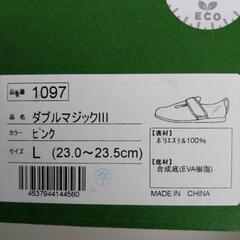 ECO
品番 1097
品名 ダブルマジックIII
カラー ピンク
サイズ L (23.0~23.5cm)
4537944144560
【表材】
ポリエステル100%
【底材】
合成底(EVA樹脂)
MADE IN CHINA